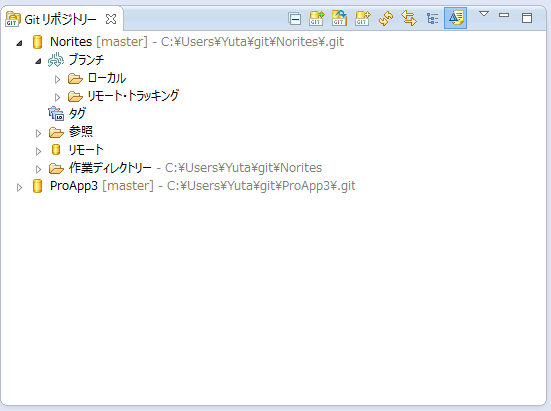 Git リポジトリー
Norites [master] - C:¥Users¥Yuta¥git¥Norites¥.git
ブランチ
ローカル
リモート・トラッキング
タグ
参照
リモート
作業ディレクトリー - C:¥Users¥Yuta¥git¥Norites
ProApp3 [master] - C:¥Users¥Yuta¥git¥ProApp3¥.git